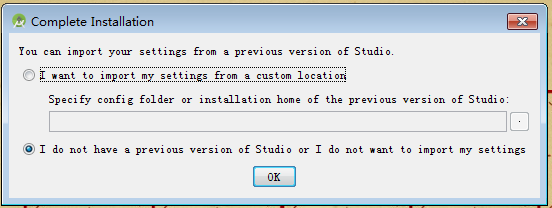 Complete Installation
You can import your settings from a previous version of Studio.
I want to import my settings from a custom location
Specify config folder or installation home of the previous version of Studio:
.
I do not have a previous version of Studio or I do not want to import my settings
OK